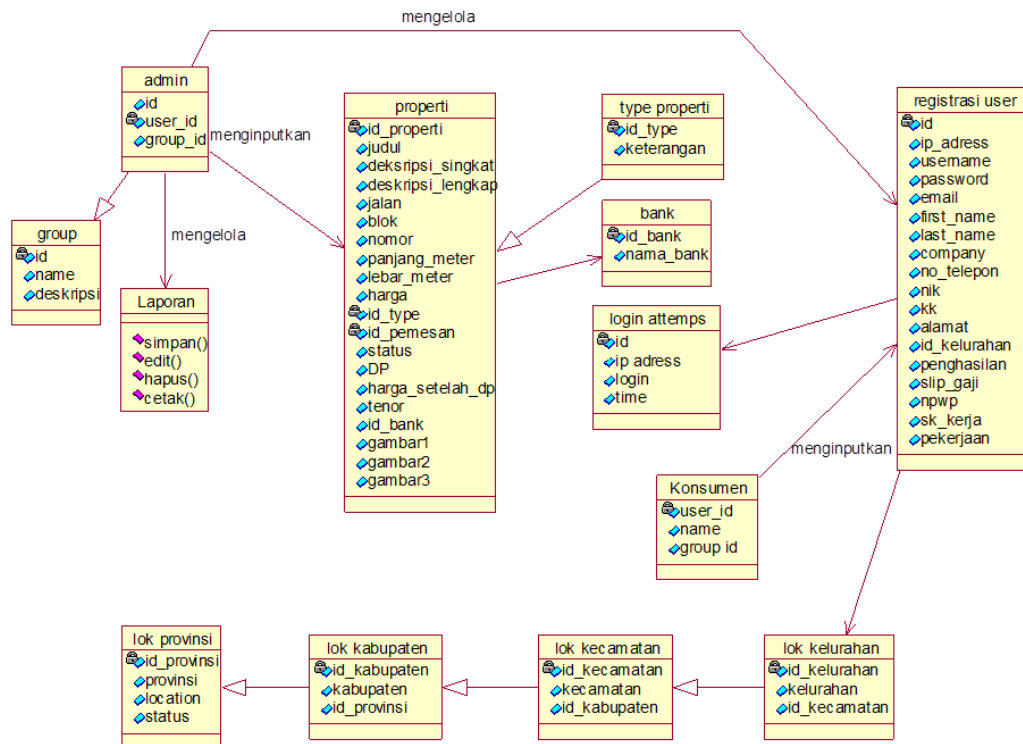 mengelola
admin
id
user_id
group_id
menginputkan
group
id
name
deskripsi
mengelola
Laporan
simpan()
edit()
hapus()
cetak()
properti
id_properti
judul
deksripsi_singkat
deskripsi_lengkap
jalan
blok
nomor
panjang_meter
lebar_meter
harga
id_type
id_pemesan
status
DP
harga_setelah_dp
tenor
id_bank
gambar1
gambar2
gambar3
type properti
id_type
keterangan
bank
id_bank
nama_bank
login attemps
id
ip adress
login
time
registrasi user
id
ip_adress
username
password
email
first_name
last_name
company
no_telepon
nik
kk
alamat
id_kelurahan
penghasilan
slip_gaji
npwp
sk_kerja
pekerjaan
menginputkan
Konsumen
user_id
name
group id
lok provinsi
id_provinsi
provinsi
location
status
lok kabupaten
id_kabupaten
kabupaten
id_provinsi
lok kecamatan
id_kecamatan
kecamatan
id_kabupaten
lok kelurahan
id_kelurahan
kelurahan
id_kecamatan